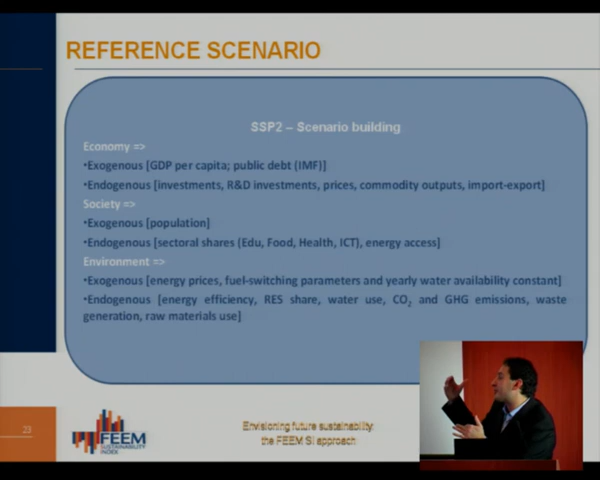 REFERENCE SCENARIO
SSP2 – Scenario building
Economy =>
•Exogenous [GDP per capita; public debt (IMF)]
•Endogenous [investments, R&D investments, prices, commodity outputs, import-export]
Society =>
•Exogenous [population]
•Endogenous [sectoral shares (Edu, Food, Health, ICT), energy access]
Environment =>
•Exogenous [energy prices, fuel-switching parameters and yearly water availability constant]
•Endogenous [energy efficiency, RES share, water use, CO2 and GHG emissions, waste
generation, raw materials use]
23
FEEM
SUSTAINABILITY
INDEX
Envisioning future sustainability:
the FEEM SI approach